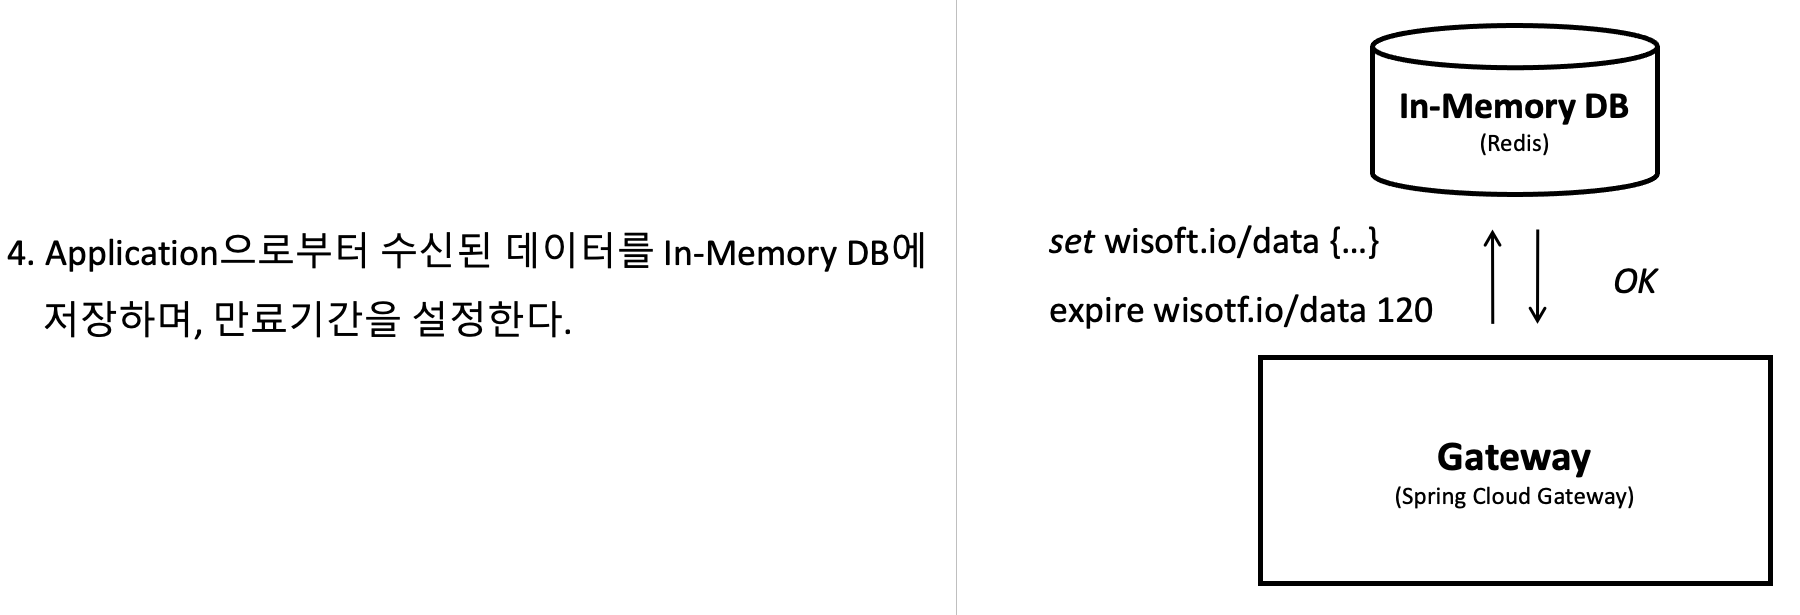 4. Application으로부터 수신된 데이터를 In-Memory DB에
저장하며, 만료기간을 설정한다.
In-Memory DB
(Redis)
set wisoft.io/data {...}
expire wisotf.io/data 120
OK
Gateway
(Spring Cloud Gateway)